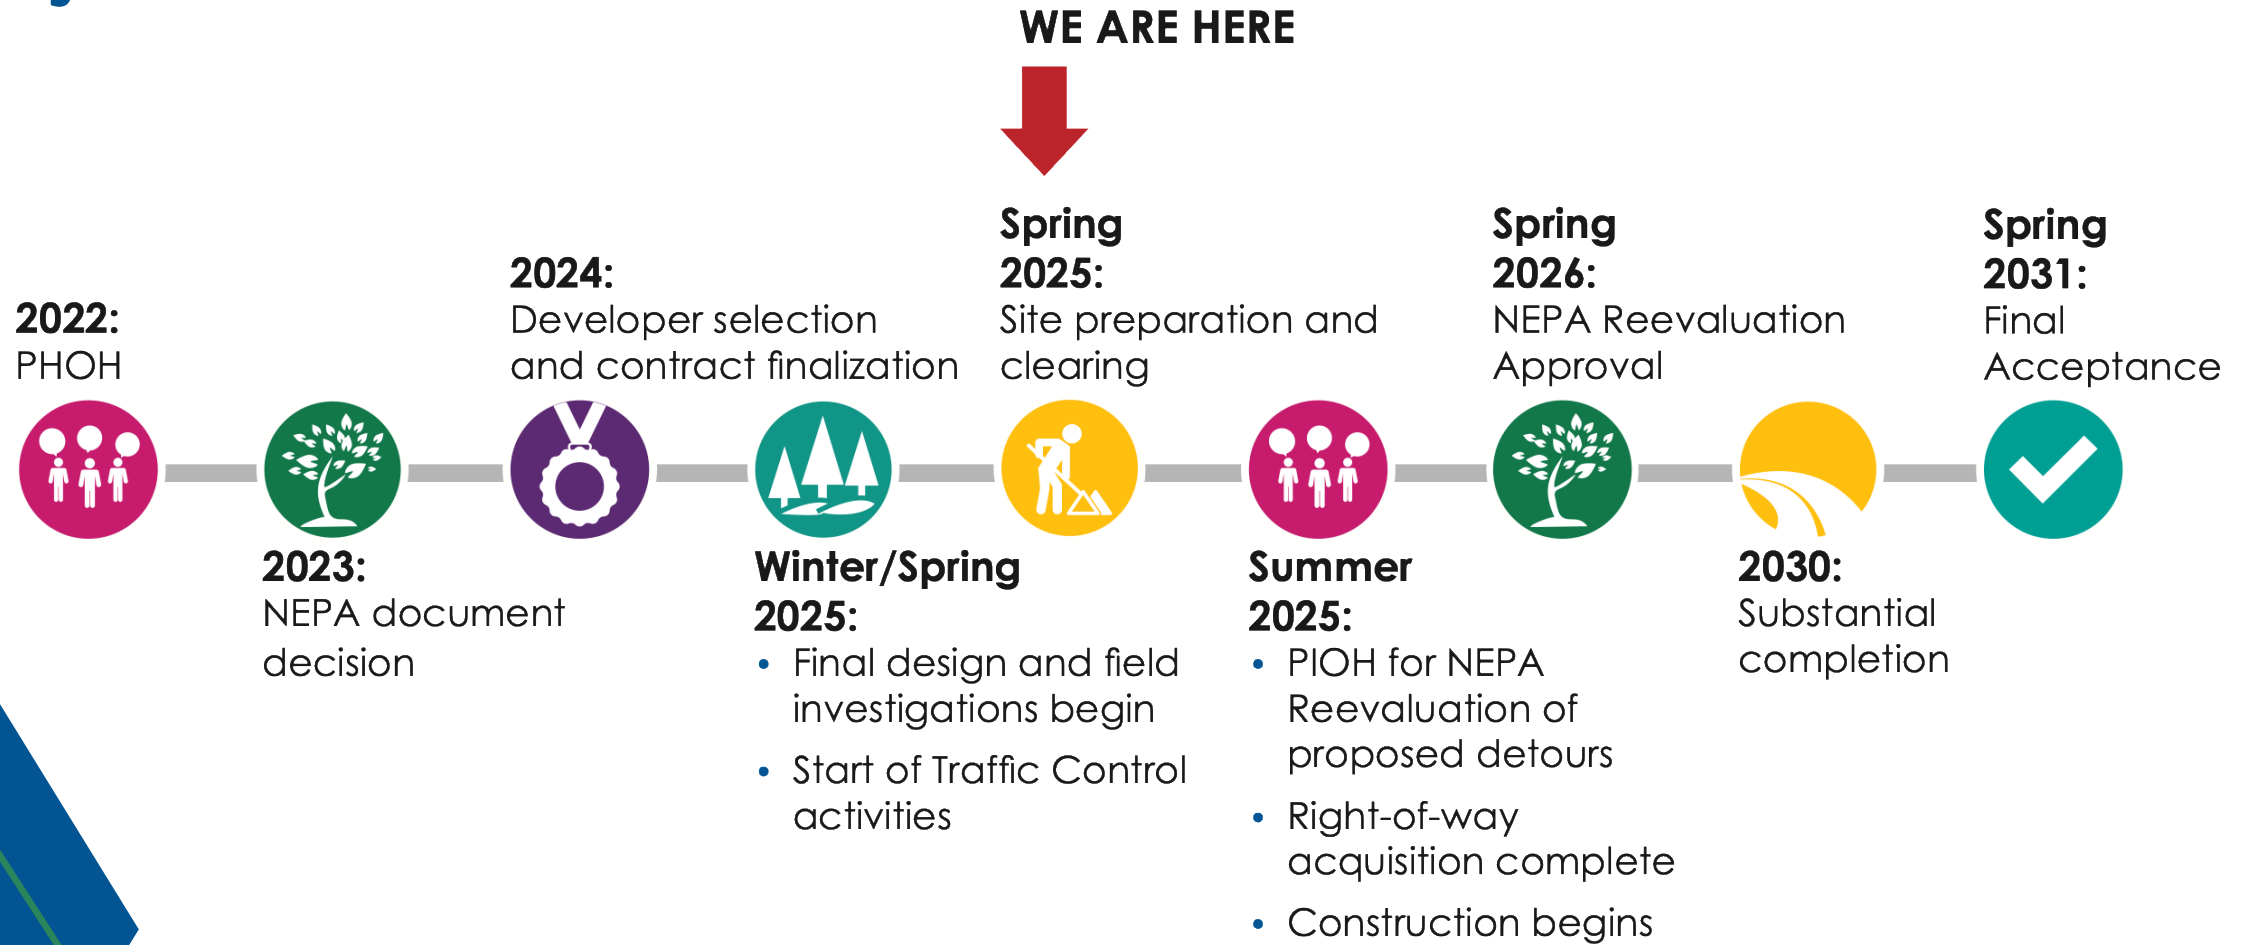 WE ARE HERE
2022:
PHOH
2023:
NEPA document
decision
2024:
Developer selection
and contract finalization
Winter/Spring
2025:
• Final design and field
investigations begin
• Start of Traffic Control
activities
Spring
2025:
Site preparation and
clearing
Summer
2025:
• PIOH for NEPA
Reevaluation of
proposed detours
• Right-of-way
acquisition complete
• Construction begins
Spring
2026:
NEPA Reevaluation
Approval
2030:
Substantial
completion
Spring
2031:
Final
Acceptance